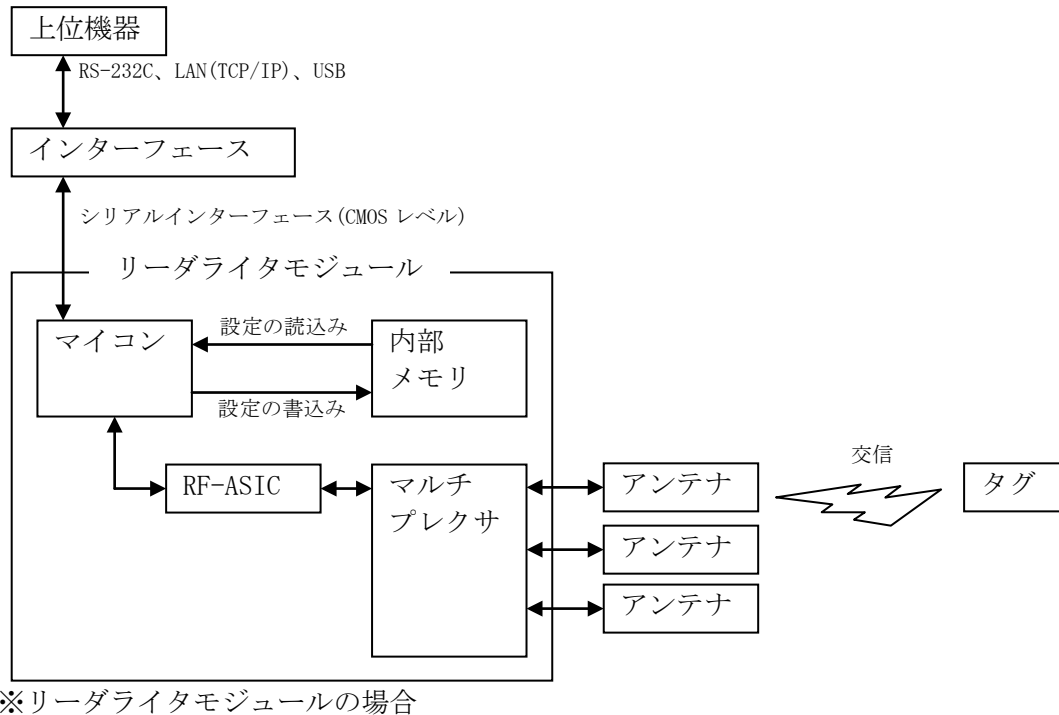 上位機器
RS-232C、LAN(TCP/IP)、USB
インターフェース
シリアルインターフェース(CMOS レベル)
リーダライタモジュール
マイコン
設定の読込み
設定の書込み
内部
メモリ
RF-ASIC
マルチ
プレクサ
アンテナ
アンテナ
アンテナ
交信
タグ
※リーダライタモジュールの場合